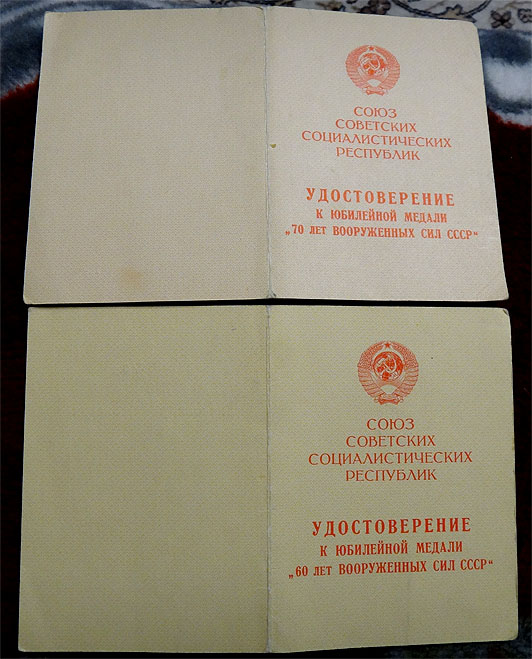 СОЮЗ
СОВЕТСКИХ
СОЦИАЛИСТИЧЕСКИХ
РЕСПУБЛИК
УДОСТОВЕРЕНИЕ
К ЮБИЛЕЙНОЙ МЕДАЛИ
„70 ЛЕТ ВООРУЖЕННЫХ СИЛ СССР“
СОЮЗ
СОВЕТСКИХ
СОЦИАЛИСТИЧЕСКИХ
РЕСПУБЛИК
УДОСТОВЕРЕНИЕ
К ЮБИЛЕЙНОЙ МЕДАЛИ
„60 ЛЕТ ВООРУЖЕННЫХ СИЛ СССР“